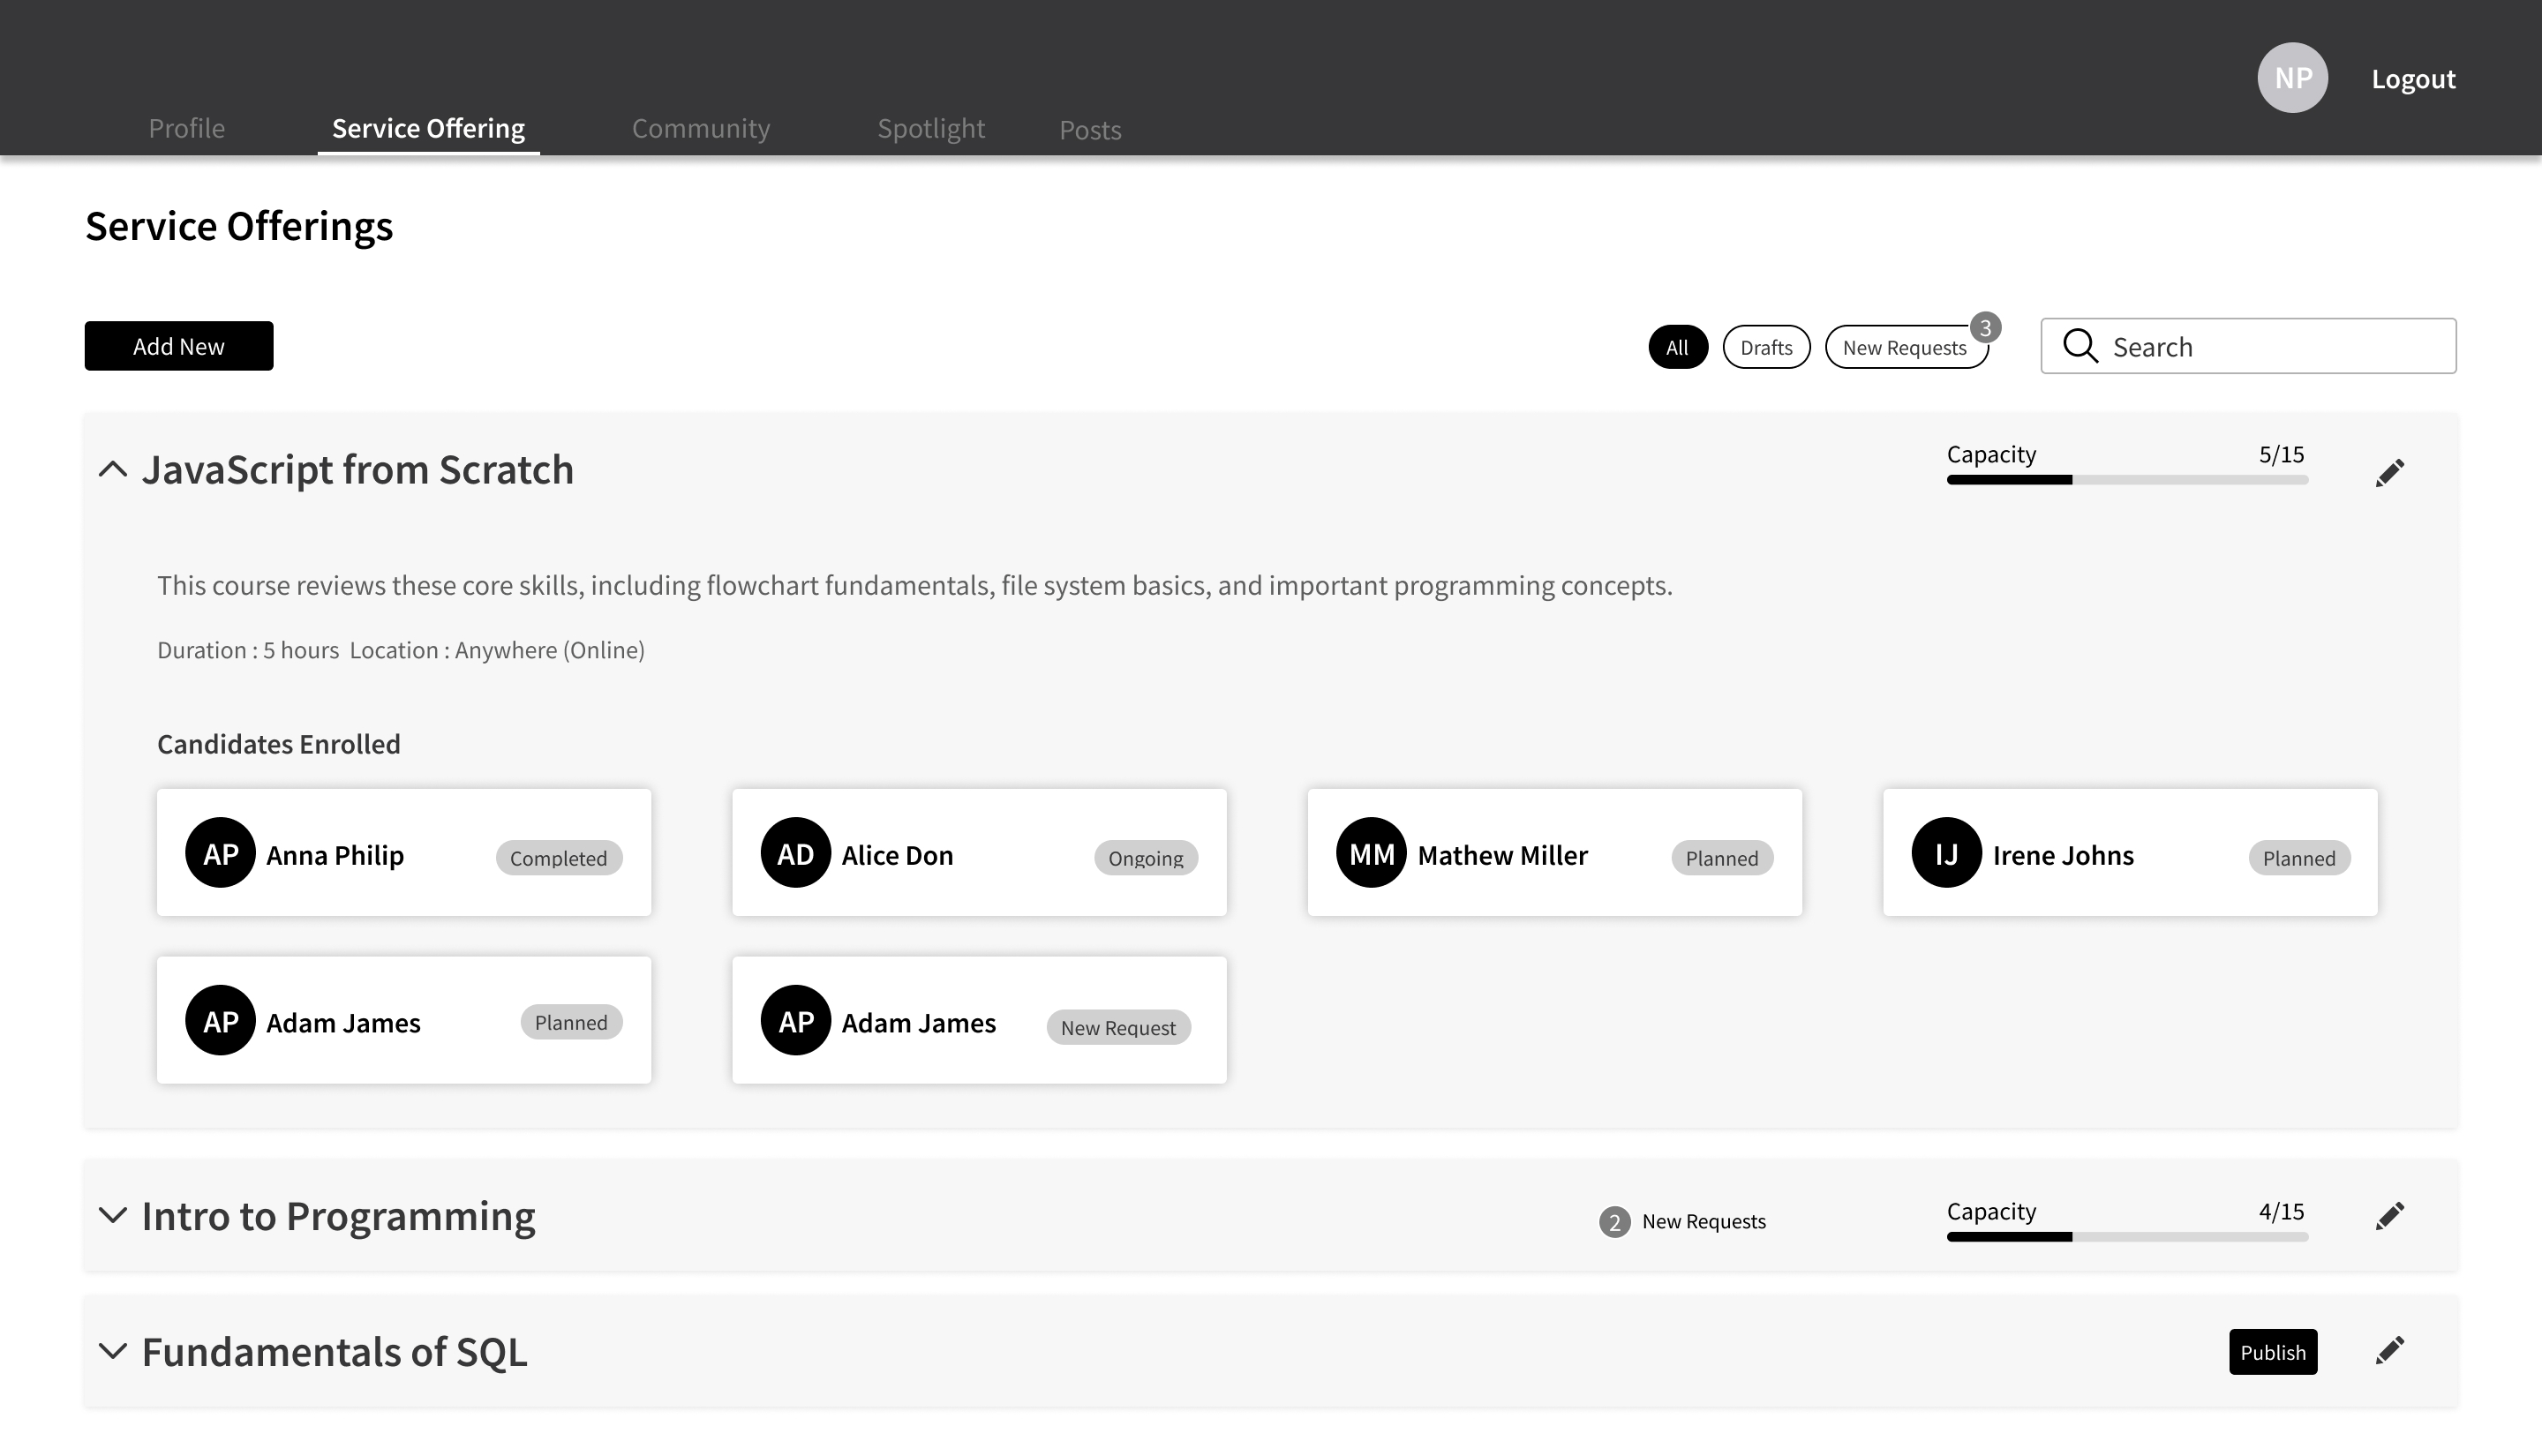 NP
Logout
Profile Service Offering Community Spotlight Posts
Service Offerings
Add New
All Drafts New Requests 3
Search
JavaScript from Scratch
Capacity 5/15
This course reviews these core skills, including flowchart fundamentals, file system basics, and important programming concepts.
Duration : 5 hours Location : Anywhere (Online)
Candidates Enrolled
AP Anna Philip Completed
AD Alice Don Ongoing
MM Mathew Miller Planned
IJ Irene Johns Planned
AP Adam James Planned
AP Adam James New Request
Intro to Programming
2 New Requests
Capacity 4/15
Fundamentals of SQL
Publish